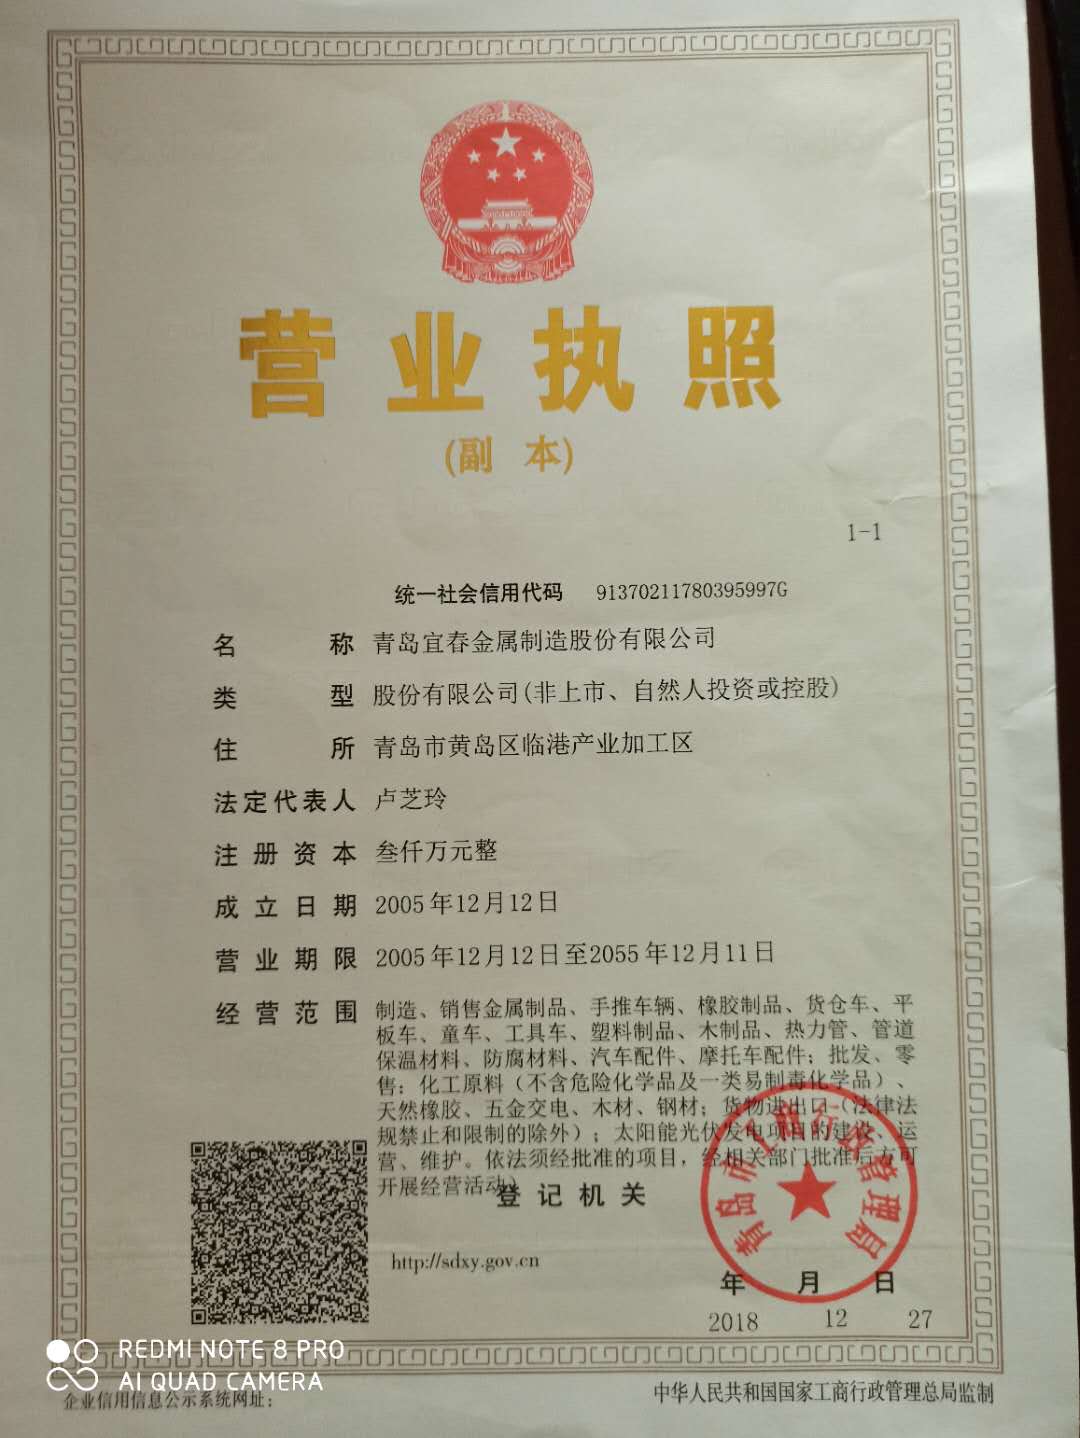 营业执照
(副 本)
1-1
统一社会信用代码 91370211780395997G
名 称 青岛宜春金属制造股份有限公司
类 型 股份有限公司(非上市、自然人投资或控股)
住 所 青岛市黄岛区临港产业加工区
法定代表人 卢芝玲
注册资本 叁仟万元整
成立日期 2005年12月12日
营业期限 2005年12月12日至2055年12月11日
经营范围 制造、销售金属制品、手推车辆、橡胶制品、货仓车、平
板车、童车、工具车、塑料制品、木制品、热力管、管道
保温材料、防腐材料、汽车配件、摩托车配件；批发、零
售；化工原料（不含危险化学品及一类易制毒化学品）、
天然橡胶、五金交电、木材、钢材；货物进出口（法律法
规禁止和限制的除外）；太阳能光伏发电项目的建设、运
营、维护。依法须经批准的项目，经相关部门批准后方可
开展经营活动）
登记机关
青岛市工商行政管理局
http://sdxy.gov.cn
年 月 日
2018 12 27
REDMI NOTE 8 PRO
AI QUAD CAMERA
企业信用信息公示系统网址：
中华人民共和国国家工商行政管理总局监制